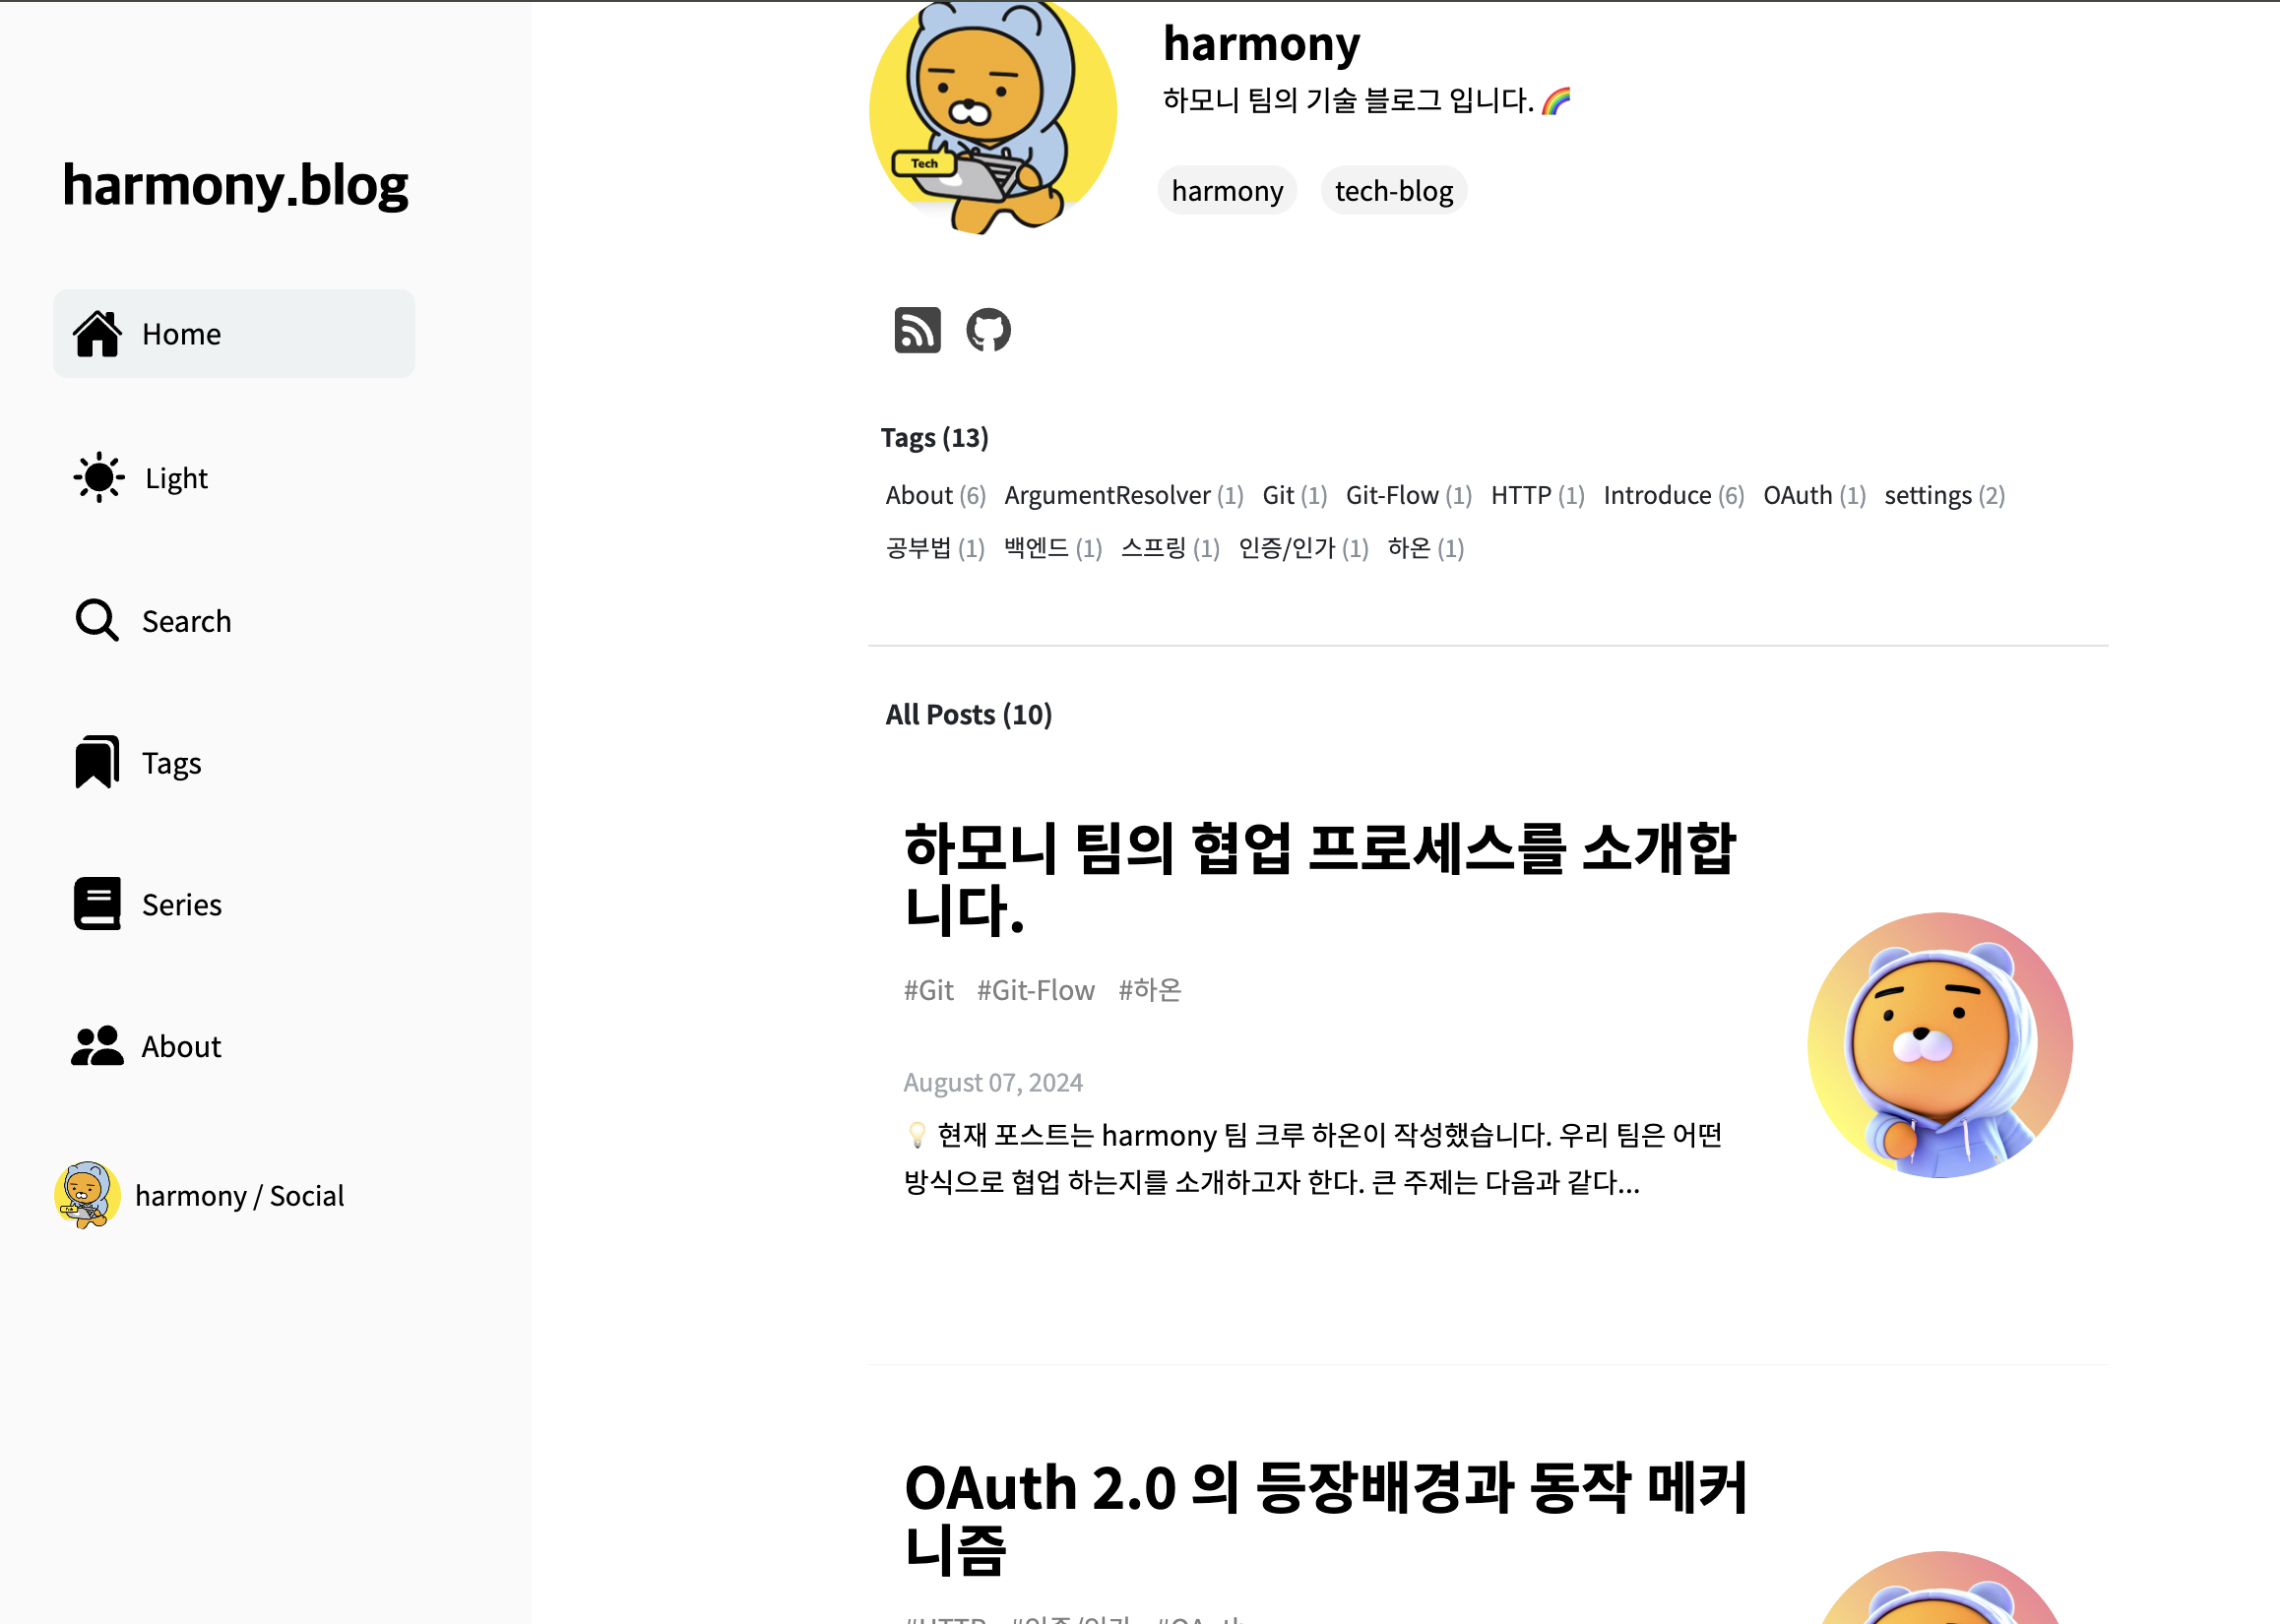 harmony.blog
Home
Light
Search
Tags
Series
About
harmony / Social
Tech
harmony
하모니 팀의 기술 블로그 입니다. 🌈
harmony tech-blog
Tags (13)
About (6) ArgumentResolver (1) Git (1) Git-Flow (1) HTTP (1) Introduce (6) OAuth (1) settings (2)
공부법 (1) 백엔드 (1) 스프링 (1) 인증/인가 (1) 하온 (1)
All Posts (10)
하모니 팀의 협업 프로세스를 소개합
니다.
#Git #Git-Flow #하온
August 07, 2024
💡 현재 포스트는 harmony 팀 크루 하온이 작성했습니다. 우리 팀은 어떤
방식으로 협업 하는지를 소개하고자 한다. 큰 주제는 다음과 같다...
OAuth 2.0 의 등장배경과 동작 메커
니즘
#HTTP #인증/인가 #OAuth